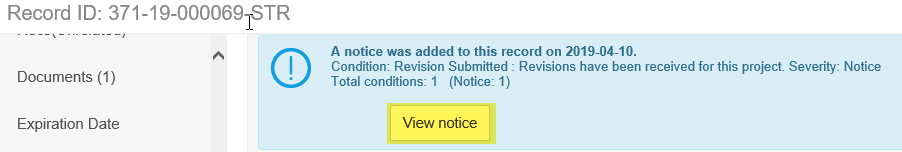 Record ID: 371-19-000069-STR
Documents (1)
Expiration Date
A notice was added to this record on 2019-04-10.
Condition: Revision Submitted : Revisions have been received for this project. Severity: Notice
Total conditions: 1 (Notice: 1)
View notice